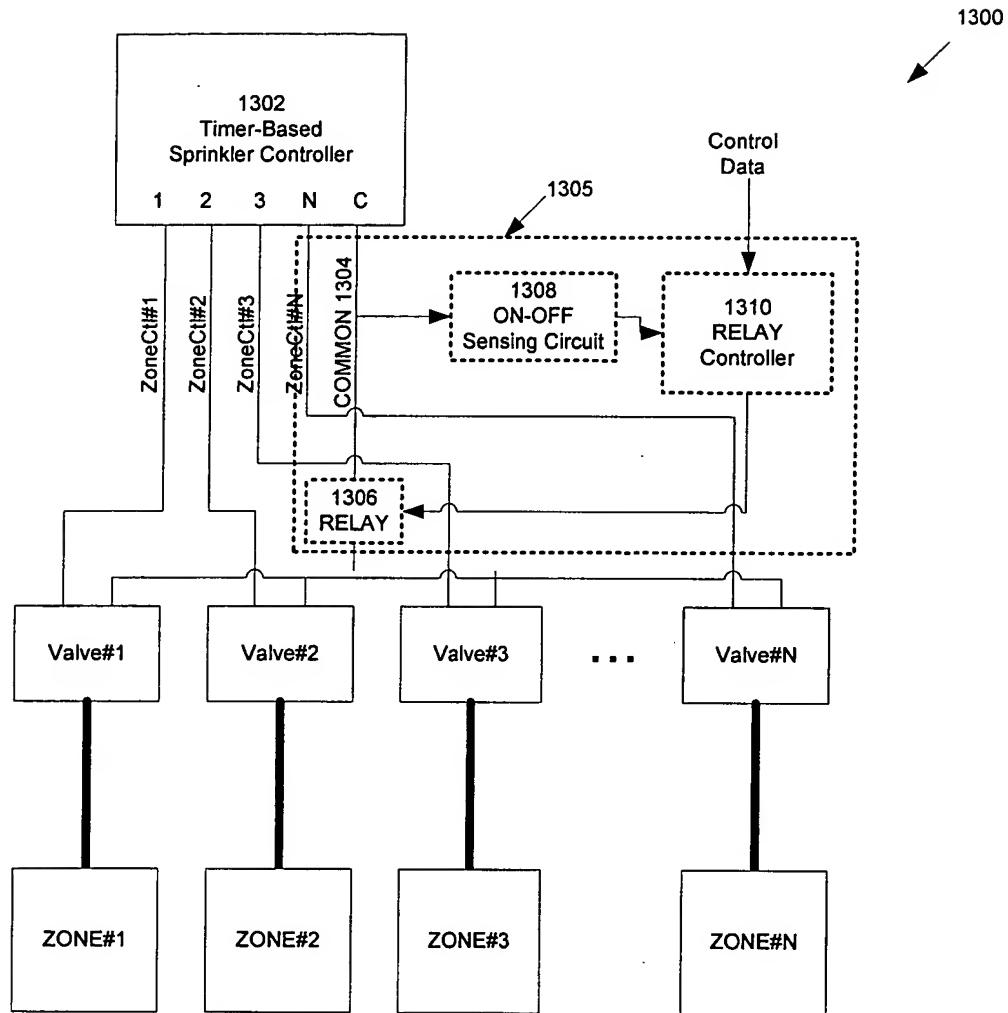 1300
1302
Timer-Based
Sprinkler Controller
1 2 3 N C
Control
Data
1305
ZoneCtl#1
ZoneCtl#2
ZoneCtl#3
ZoneCtl#N
COMMON 1304
1308
ON-OFF
Sensing Circuit
1310
RELAY
Controller
1306
RELAY
Valve#1
Valve#2
Valve#3
...
Valve#N
ZONE#1
ZONE#2
ZONE#3
ZONE#N